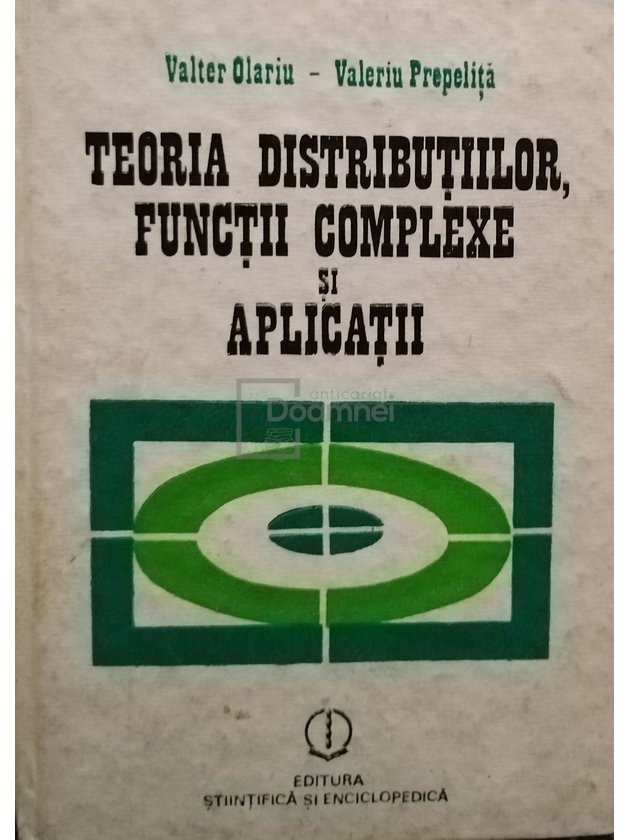 Valter Olariu - Valeriu Prepeliță
TEORIA DISTRIBUȚIILOR,
FUNCȚII COMPLEXE
ȘI
APLICAȚII
anticariat
Doamnei
EDITURA
ȘTIINȚIFICĂ ȘI ENCICLOPEDICĂ